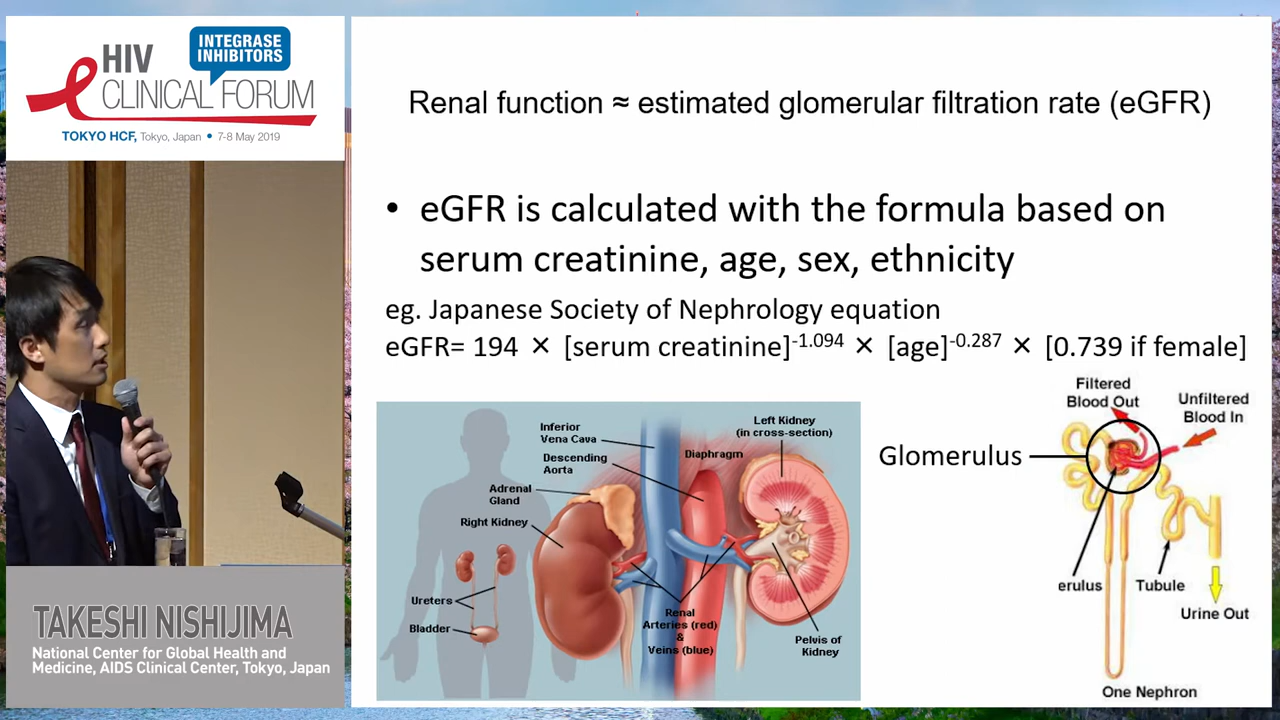 HIV
INTEGRASE
INHIBITORS
CLINICAL FORUM
TOKYO HCF, Tokyo, Japan • 7-8 May 2019
Renal function ≈ estimated glomerular filtration rate (eGFR)
• eGFR is calculated with the formula based on
serum creatinine, age, sex, ethnicity
eg. Japanese Society of Nephrology equation
eGFR= 194 × [serum creatinine]-1.094 × [age]-0.287 × [0.739 if female]
Inferior
Vena Cava
Descending
Aorta
Adrenal
Gland
Right Kidney
Ureters
Bladder
Left Kidney
(in cross-section)
Diaphragm
Renal
Arteries (red)
&
Veins (blue)
Pelvis of
Kidney
Filtered
Blood Out
Unfiltered
Blood In
Glomerulus
erulus
Tubule
Urine Out
One Nephron
TAKESHI NISHIJIMA
National Center for Global Health and
Medicine, AIDS Clinical Center, Tokyo, Japan